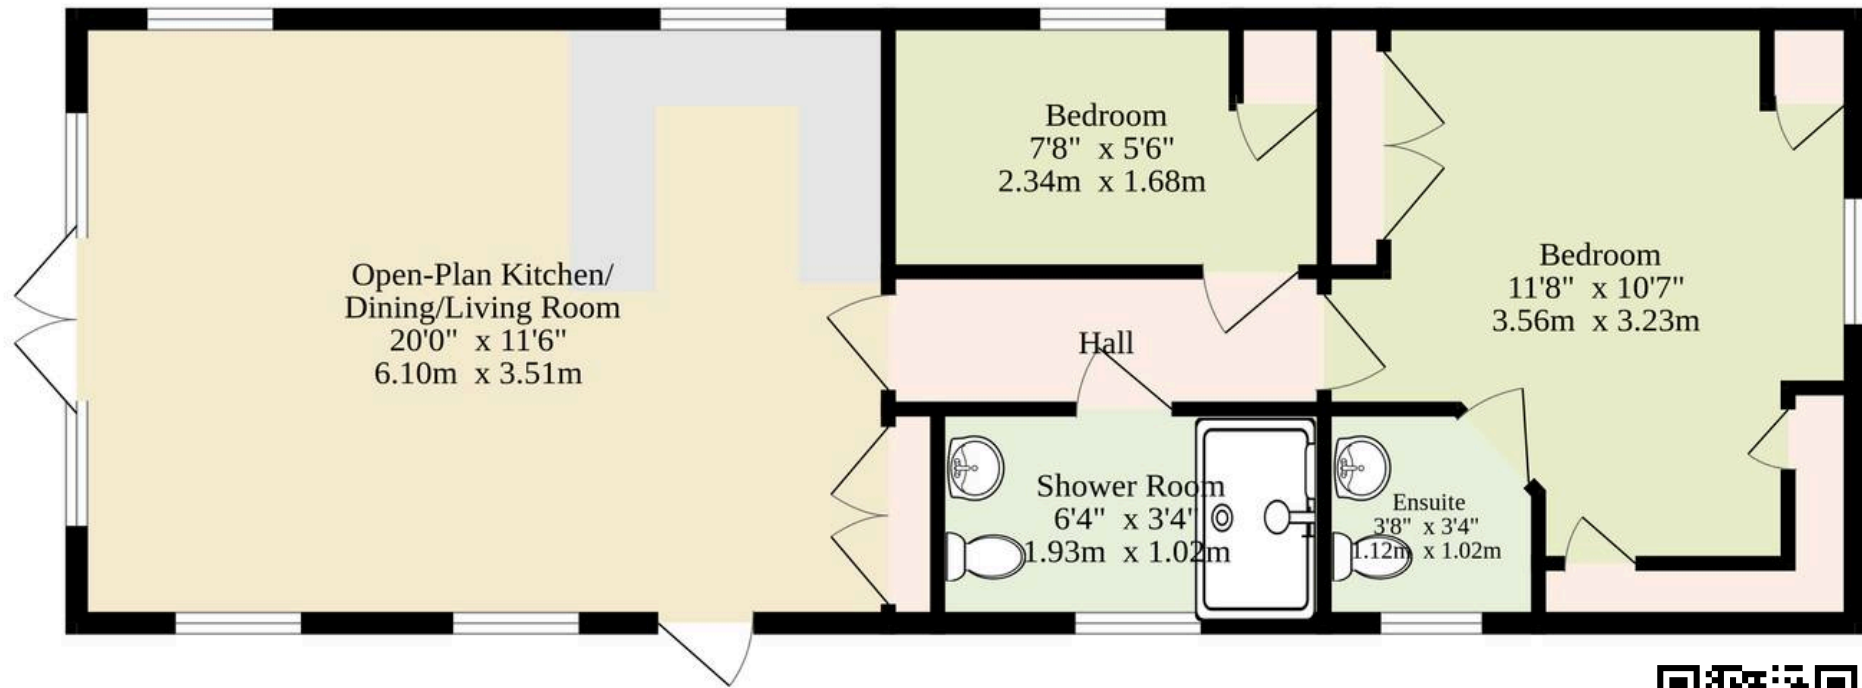 Open-Plan Kitchen/
Dining/Living Room
20'0" x 11'6"
6.10m x 3.51m
Bedroom
7'8" x 5'6"
2.34m x 1.68m
Bedroom
11'8" x 10'7"
3.56m x 3.23m
Hall
Shower Room
6'4" x 3'4"
1.93m x 1.02m
Ensuite
3'8" x 3'4"
1.12m x 1.02m